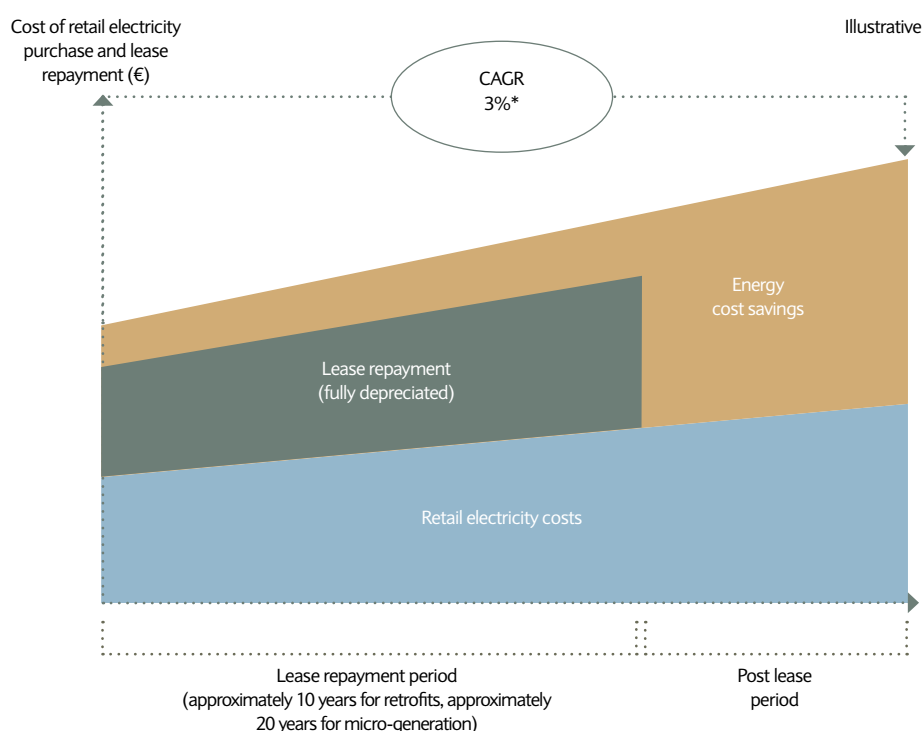 Cost of retail electricity
purchase and lease
repayment (€)
Illustrative
CAGR
3%*
Energy
cost savings
Lease repayment
(fully depreciated)
Retail electricity costs
Lease repayment period
(approximately 10 years for retrofits, approximately
20 years for micro-generation)
Post lease
period